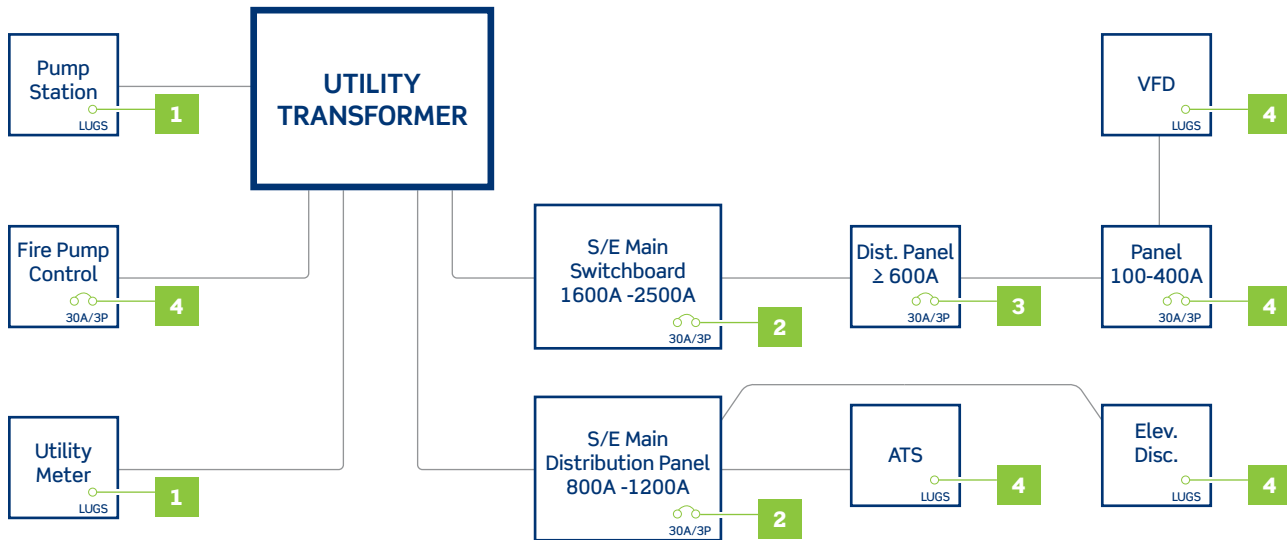 Pump
Station
LUGS
1
UTILITY
TRANSFORMER
VFD
LUGS
4
Fire Pump
Control
30A/3P
4
S/E Main
Switchboard
1600A -2500A
30A/3P
2
Dist. Panel
≥ 600A
30A/3P
3
Panel
100-400A
30A/3P
4
Utility
Meter
LUGS
1
S/E Main
Distribution Panel
800A -1200A
30A/3P
2
ATS
LUGS
4
Elev.
Disc.
LUGS
4